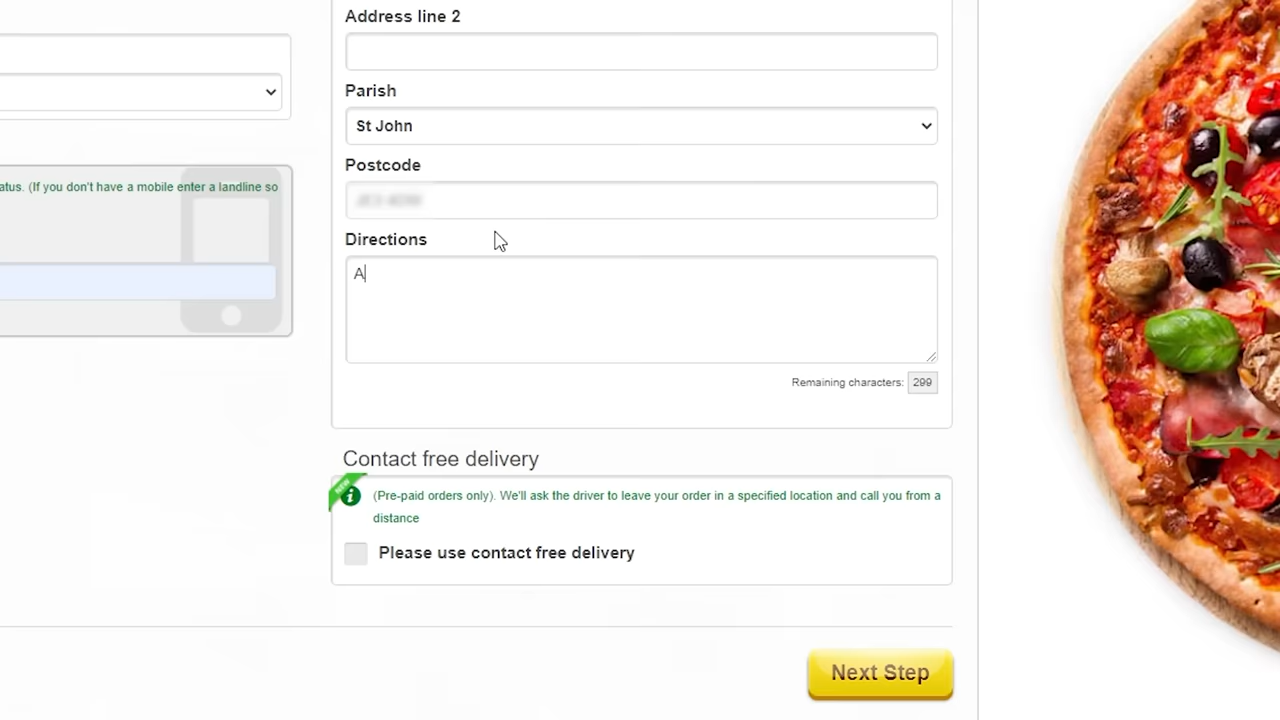 Address line 2
Parish
St John
atus. (If you don't have a mobile enter a landline so
Postcode
Directions
A
Remaining characters: 299
Contact free delivery
NEW
(Pre-paid orders only). We'll ask the driver to leave your order in a specified location and call you from a
distance
Please use contact free delivery
Next Step